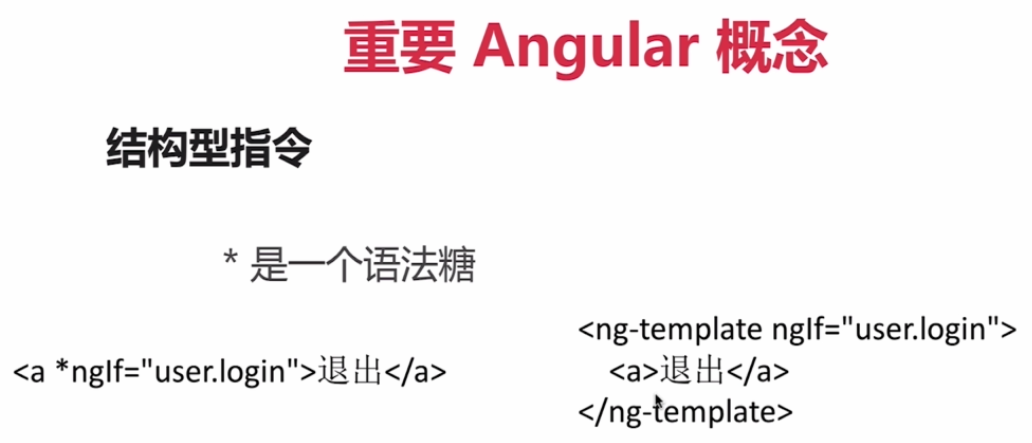 重要 Angular 概念
结构型指令
* 是一个语法糖
<a *ngIf="user.login">退出</a>
<ng-template ngIf="user.login">
<a>退出</a>
</ng-template>